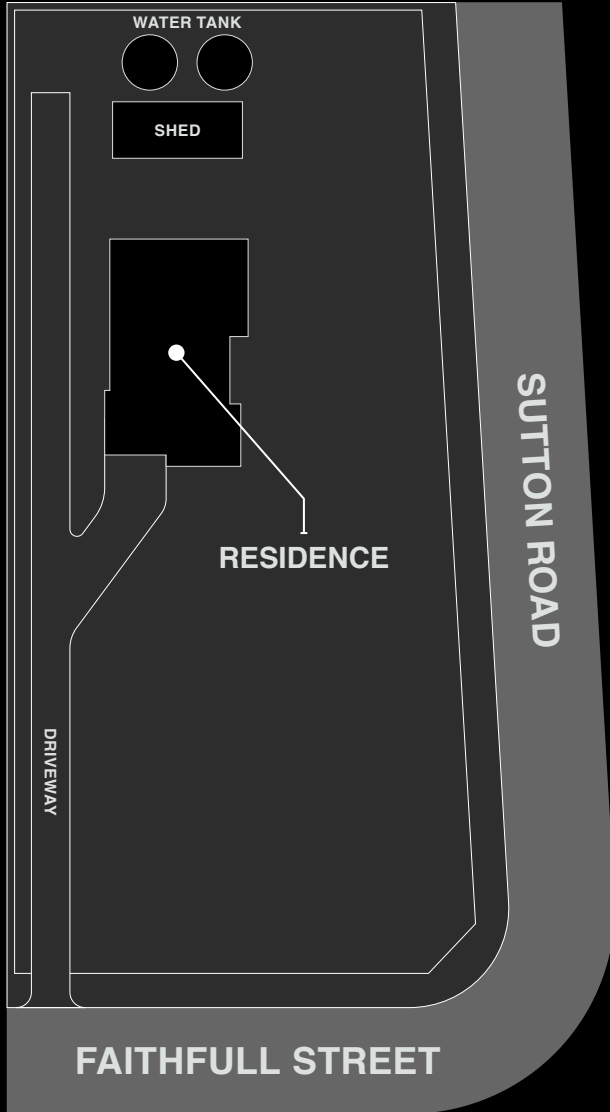 WATER TANK
SHED
SUTTON ROAD
RESIDENCE
DRIVEWAY
FAITHFULL STREET